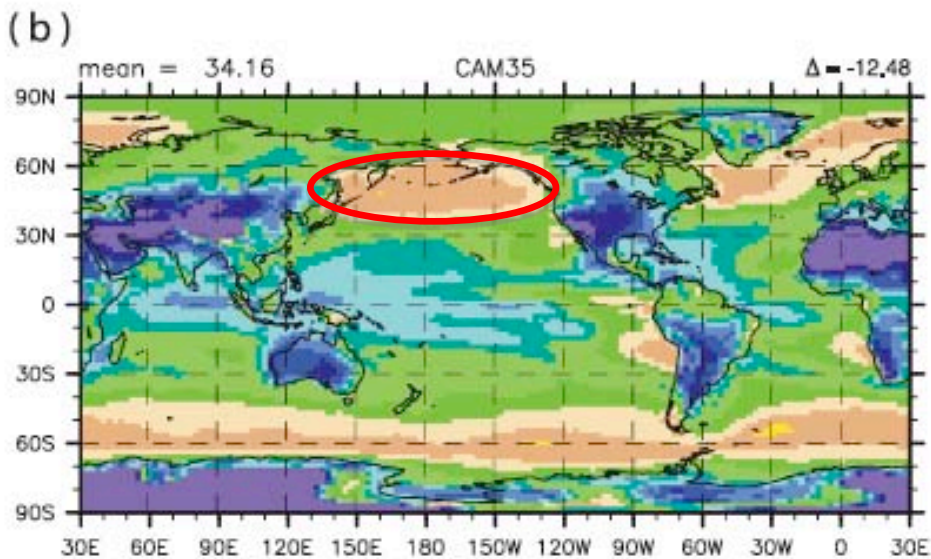 (b)
mean = 34.16 CAM35 Δ = -12.48
90N
60N
30N
0
30S
60S
90S
30E 60E 90E 120E 150E 180 150W 120W 90W 60W 30W 0 30E